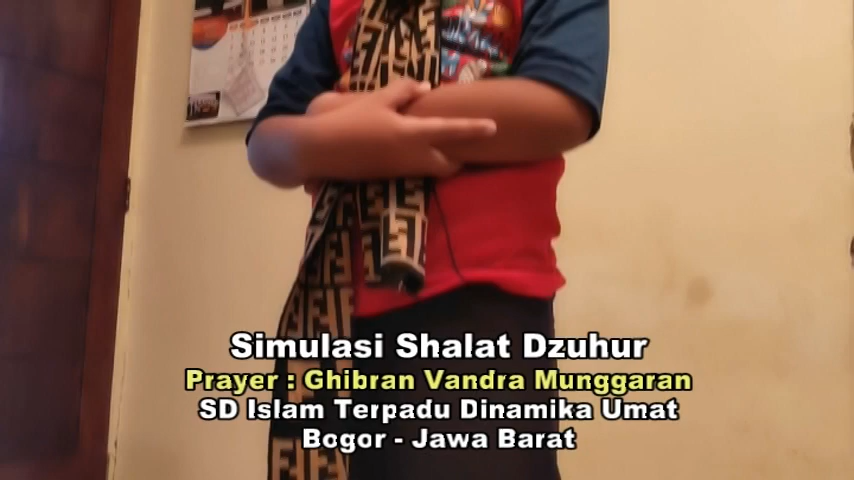 Simulasi Shalat Dzuhur
Prayer : Ghibran Vandra Munggaran
SD Islam Terpadu Dinamika Umat
Bogor - Jawa Barat